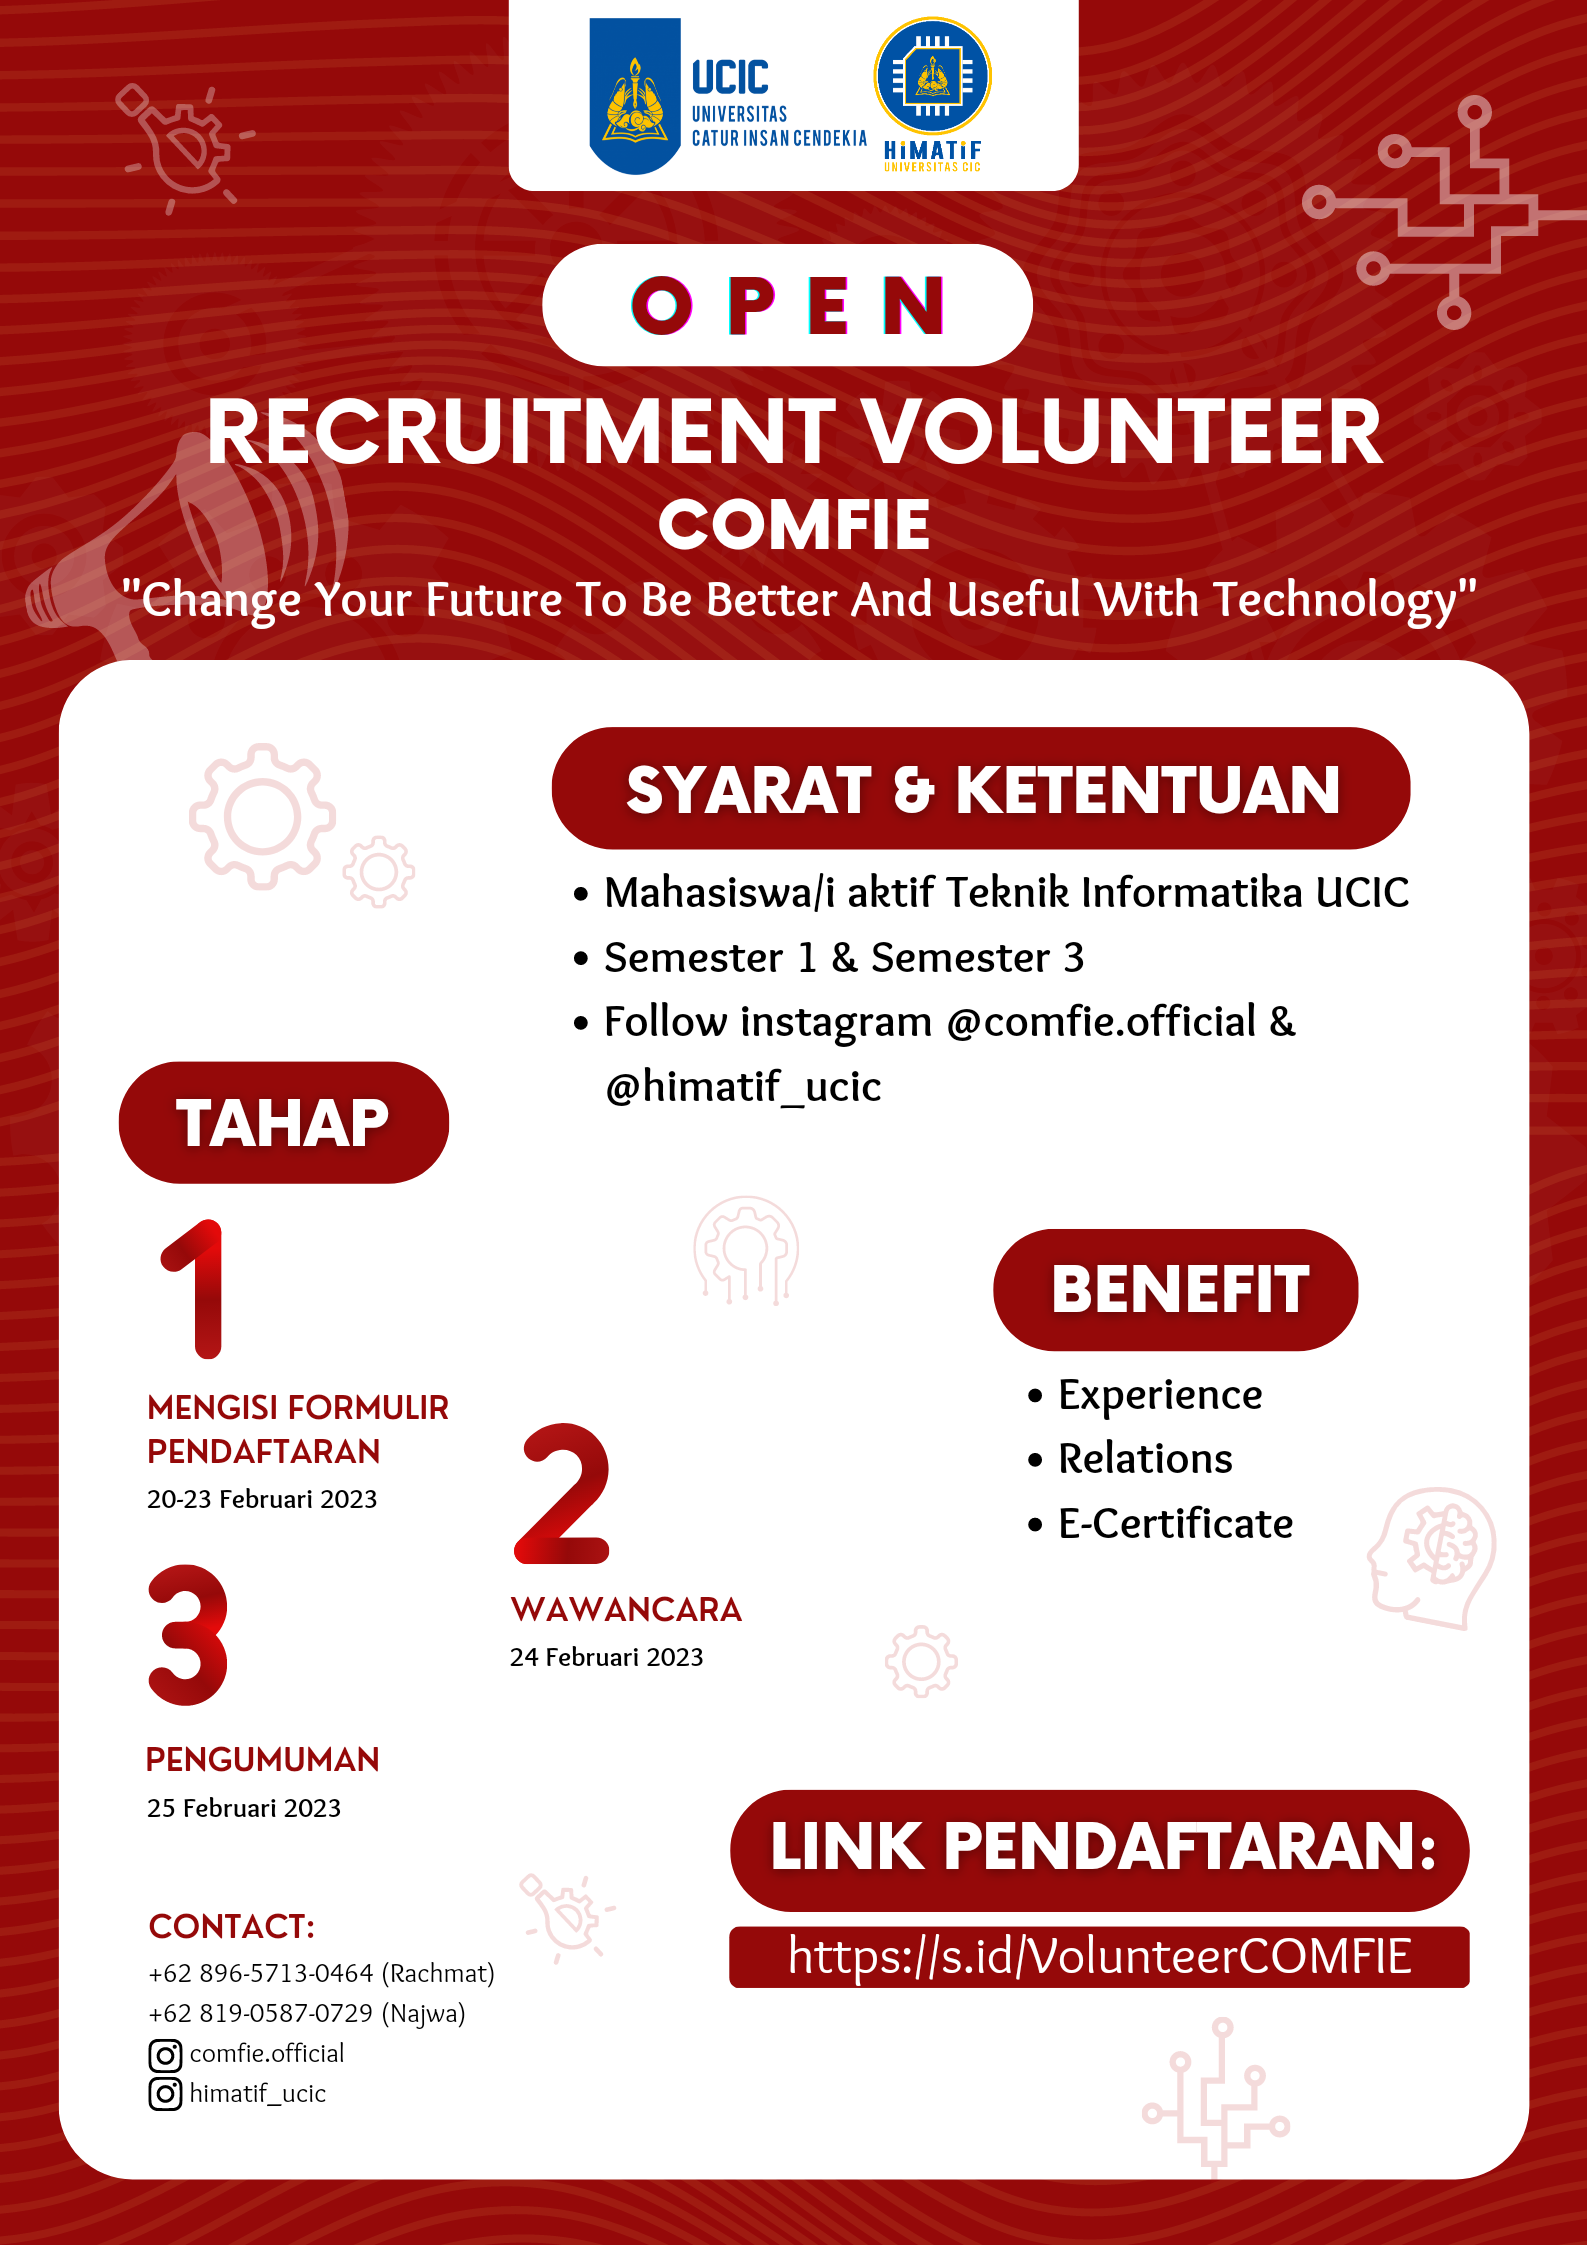 UCIC
UNIVERSITAS
CATUR INSAN CENDEKIA
HiMATiF
UNIVERSITAS CIC
OPEN
RECRUITMENT VOLUNTEER
COMFIE
"Change Your Future To Be Better And Useful With Technology"
SYARAT & KETENTUAN
• Mahasiswa/i aktif Teknik Informatika UCIC
• Semester 1 & Semester 3
• Follow instagram @comfie.official &
@himatif_ucic
TAHAP
1
MENGISI FORMULIR
PENDAFTARAN
20-23 Februari 2023
2
WAWANCARA
24 Februari 2023
3
PENGUMUMAN
25 Februari 2023
BENEFIT
• Experience
• Relations
• E-Certificate
LINK PENDAFTARAN:
https://s.id/VolunteerCOMFIE
CONTACT:
+62 896-5713-0464 (Rachmat)
+62 819-0587-0729 (Najwa)
comfie.official
himatif_ucic